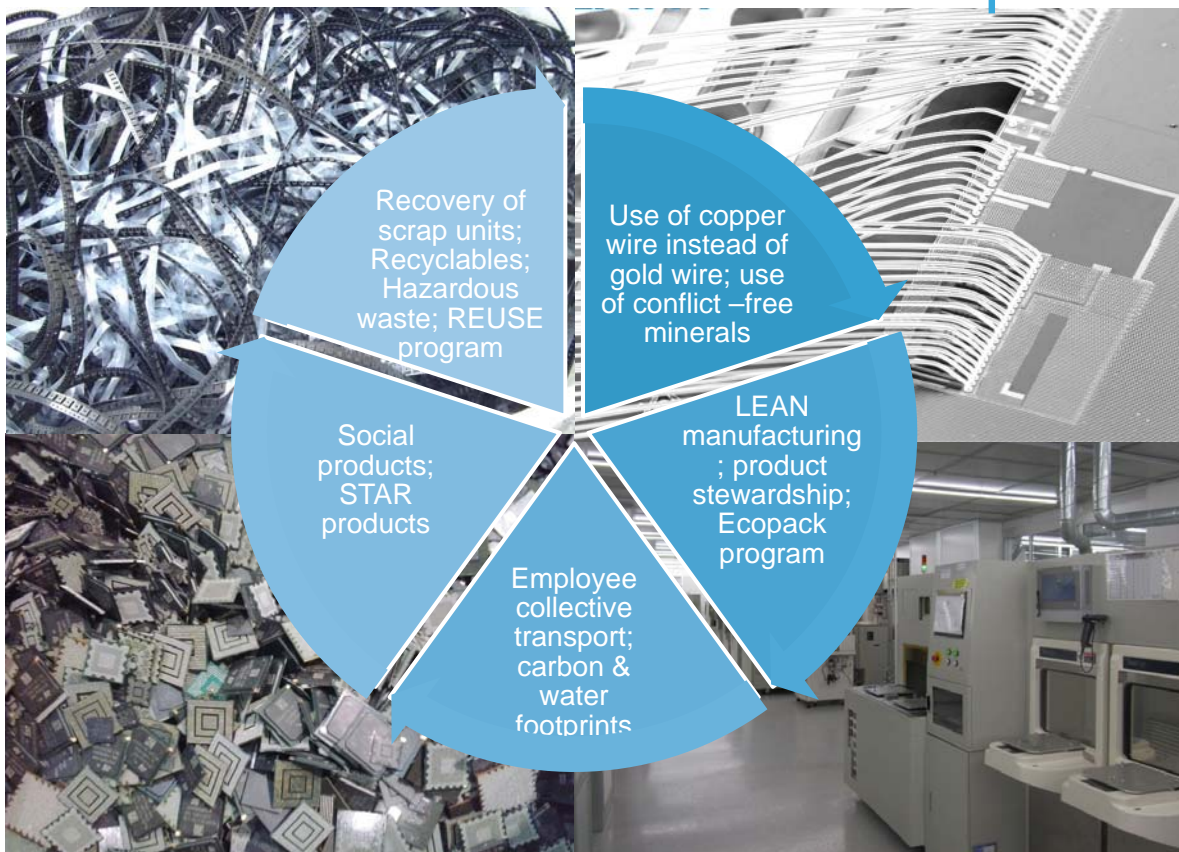 Recovery of
scrap units;
Recyclables;
Hazardous
waste; REUSE
program
Use of copper
wire instead of
gold wire; use
of conflict –free
minerals
LEAN
manufacturing
; product
stewardship;
Ecopack
program
Employee
collective
transport;
carbon &
water
footprints
Social
products;
STAR
products